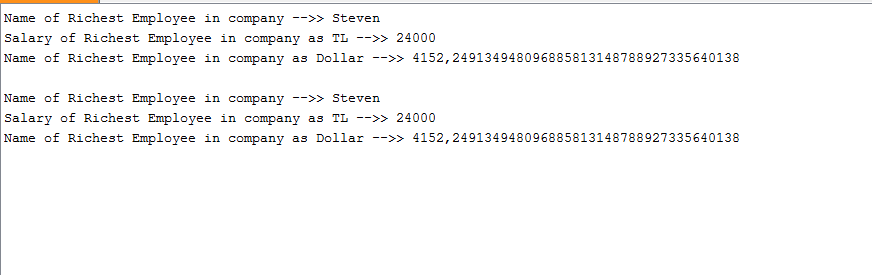 Name of Richest Employee in company -->> Steven
Salary of Richest Employee in company as TL -->> 24000
Name of Richest Employee in company as Dollar -->> 4152,249134948096885813148788927335640138
Name of Richest Employee in company -->> Steven
Salary of Richest Employee in company as TL -->> 24000
Name of Richest Employee in company as Dollar -->> 4152,249134948096885813148788927335640138